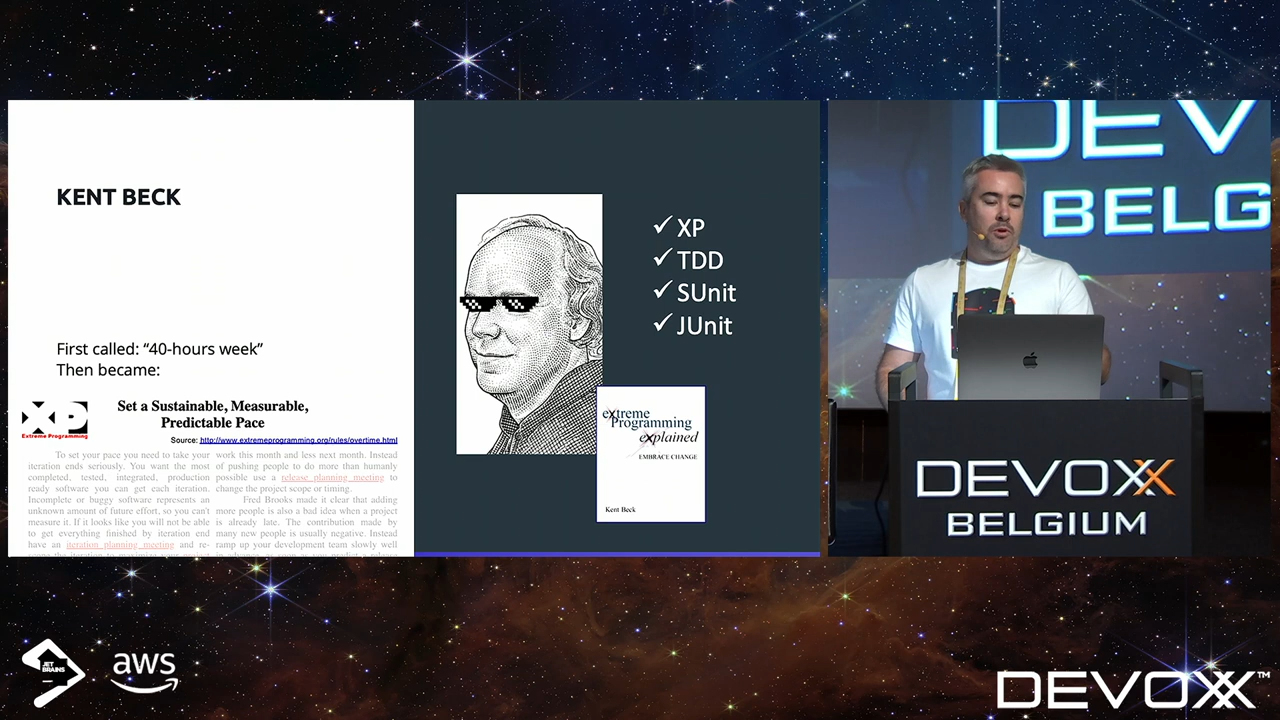 KENT BECK
First called: “40-hours week”
Then became:
XP
Extreme Programming
Set a Sustainable, Measurable,
Predictable Pace
Source: http://www.extremeprogramming.org/rules/overtime.html
To set your pace you need to take your
iteration ends seriously. You want the most
completed, tested, integrated, production
ready software you can get each iteration.
Incomplete or buggy software represents an
unknown amount of future effort, so you can't
measure it. If it looks like you will not be able
to get everything finished by iteration end
have an iteration planning meeting and re-
work this month and less next month. Instead
of pushing people to do more than humanly
possible use a release planning meeting to
change the project scope or timing.
Fred Brooks made it clear that adding
more people is also a bad idea when a project
is already late. The contribution made by
many new people is usually negative. Instead
ramp up your development team slowly well
✓ XP
✓ TDD
✓ SUnit
✓ JUnit
extreme
Programming
explained
EMBRACE CHANGE
Kent Beck
DEV
BELG
DEVOXX
BELGIUM
JET
BRAINS
aws
DEVOXX™